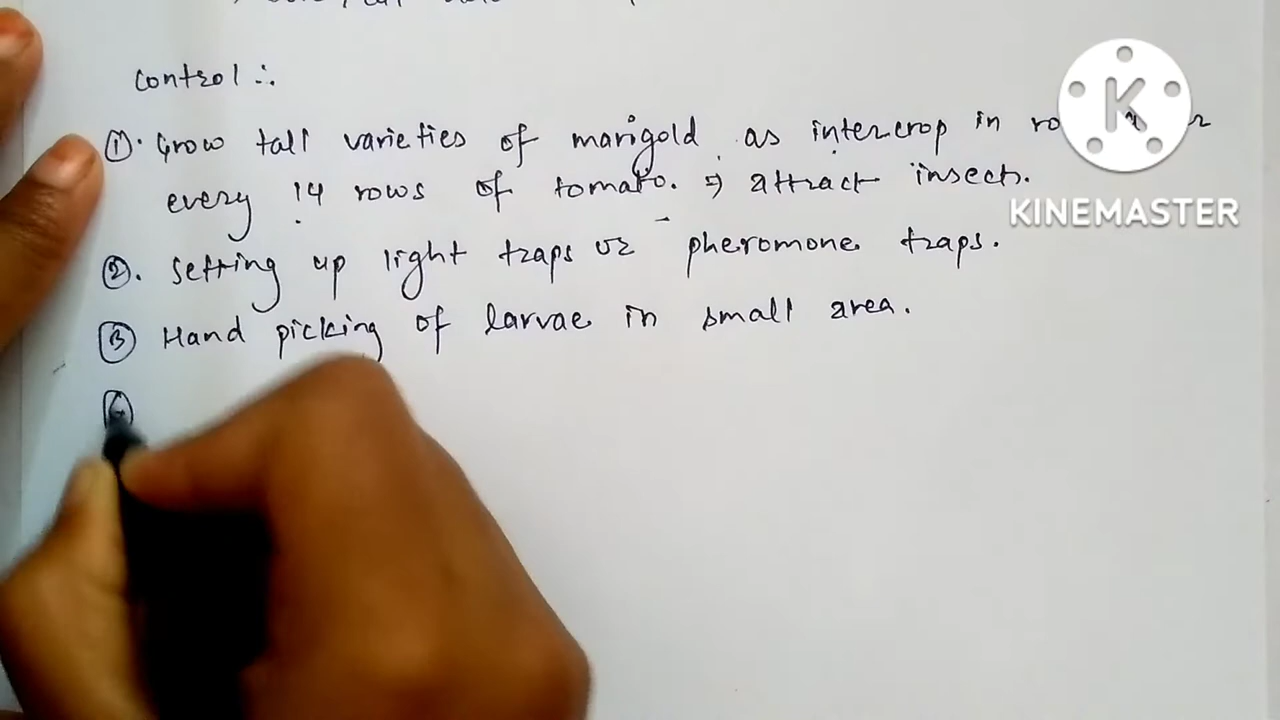 control :-
①. Grow tall varieties of marigold as intercrop in
every 14 rows of tomato. ⇒ attract insects.
②. setting up light traps or pheromone traps.
③ Hand picking of larvae in small area.
④
K
KINEMASTER